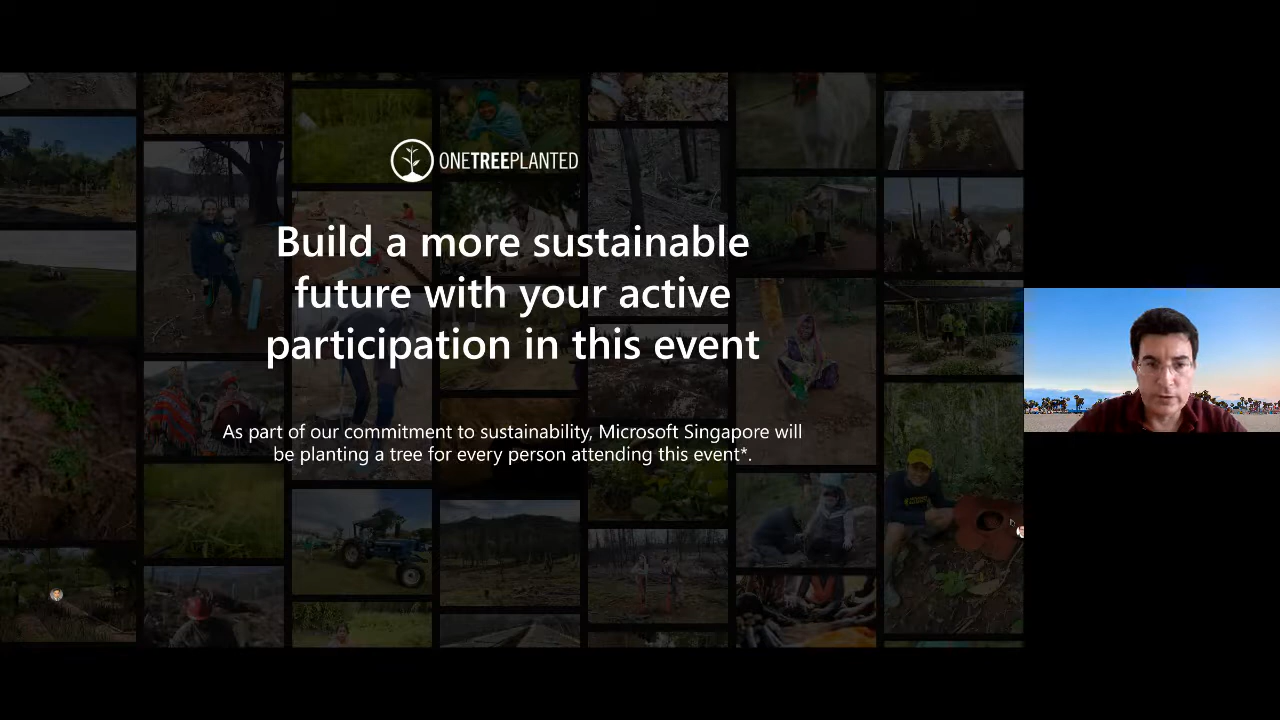 ONETREEPLANTED
Build a more sustainable
future with your active
participation in this event
As part of our commitment to sustainability, Microsoft Singapore will
be planting a tree for every person attending this event*.